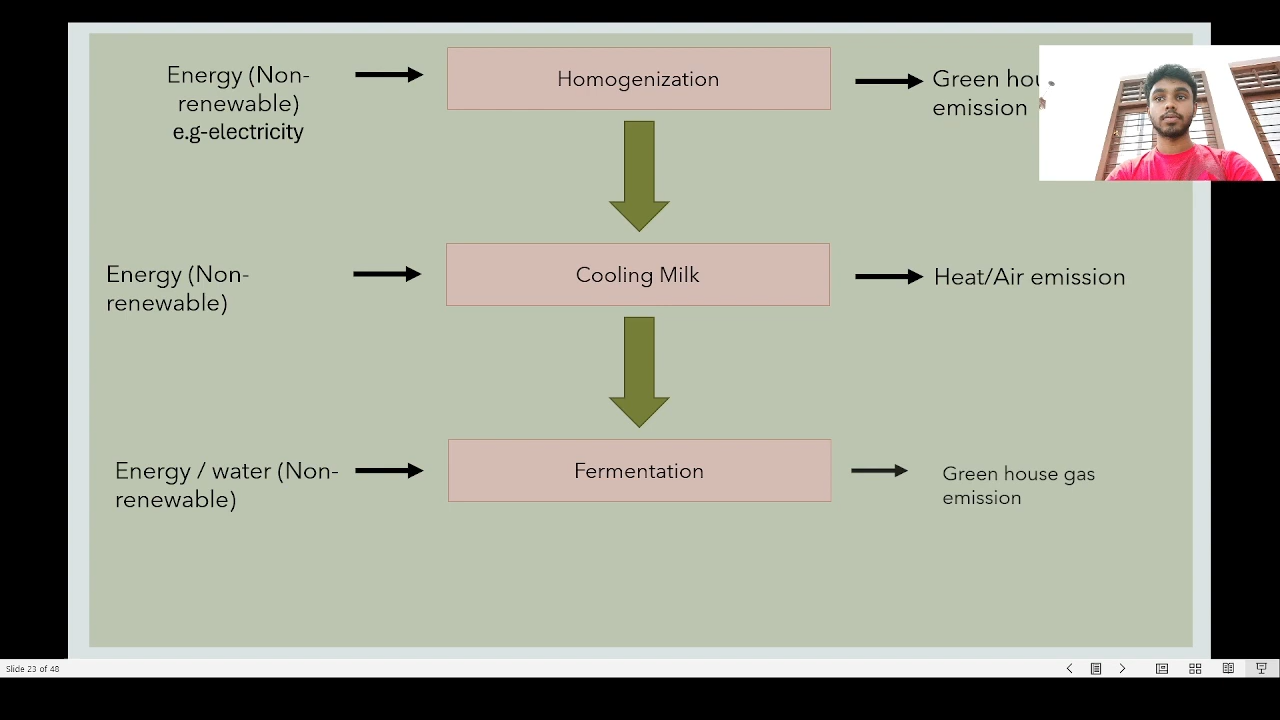 Energy (Non-
renewable)
e.g-electricity
Homogenization
Green
emission
Energy (Non-
renewable)
Cooling Milk
Heat/Air emission
Energy / water (Non-
renewable)
Fermentation
Green house gas
emission
Slide 23 of 48